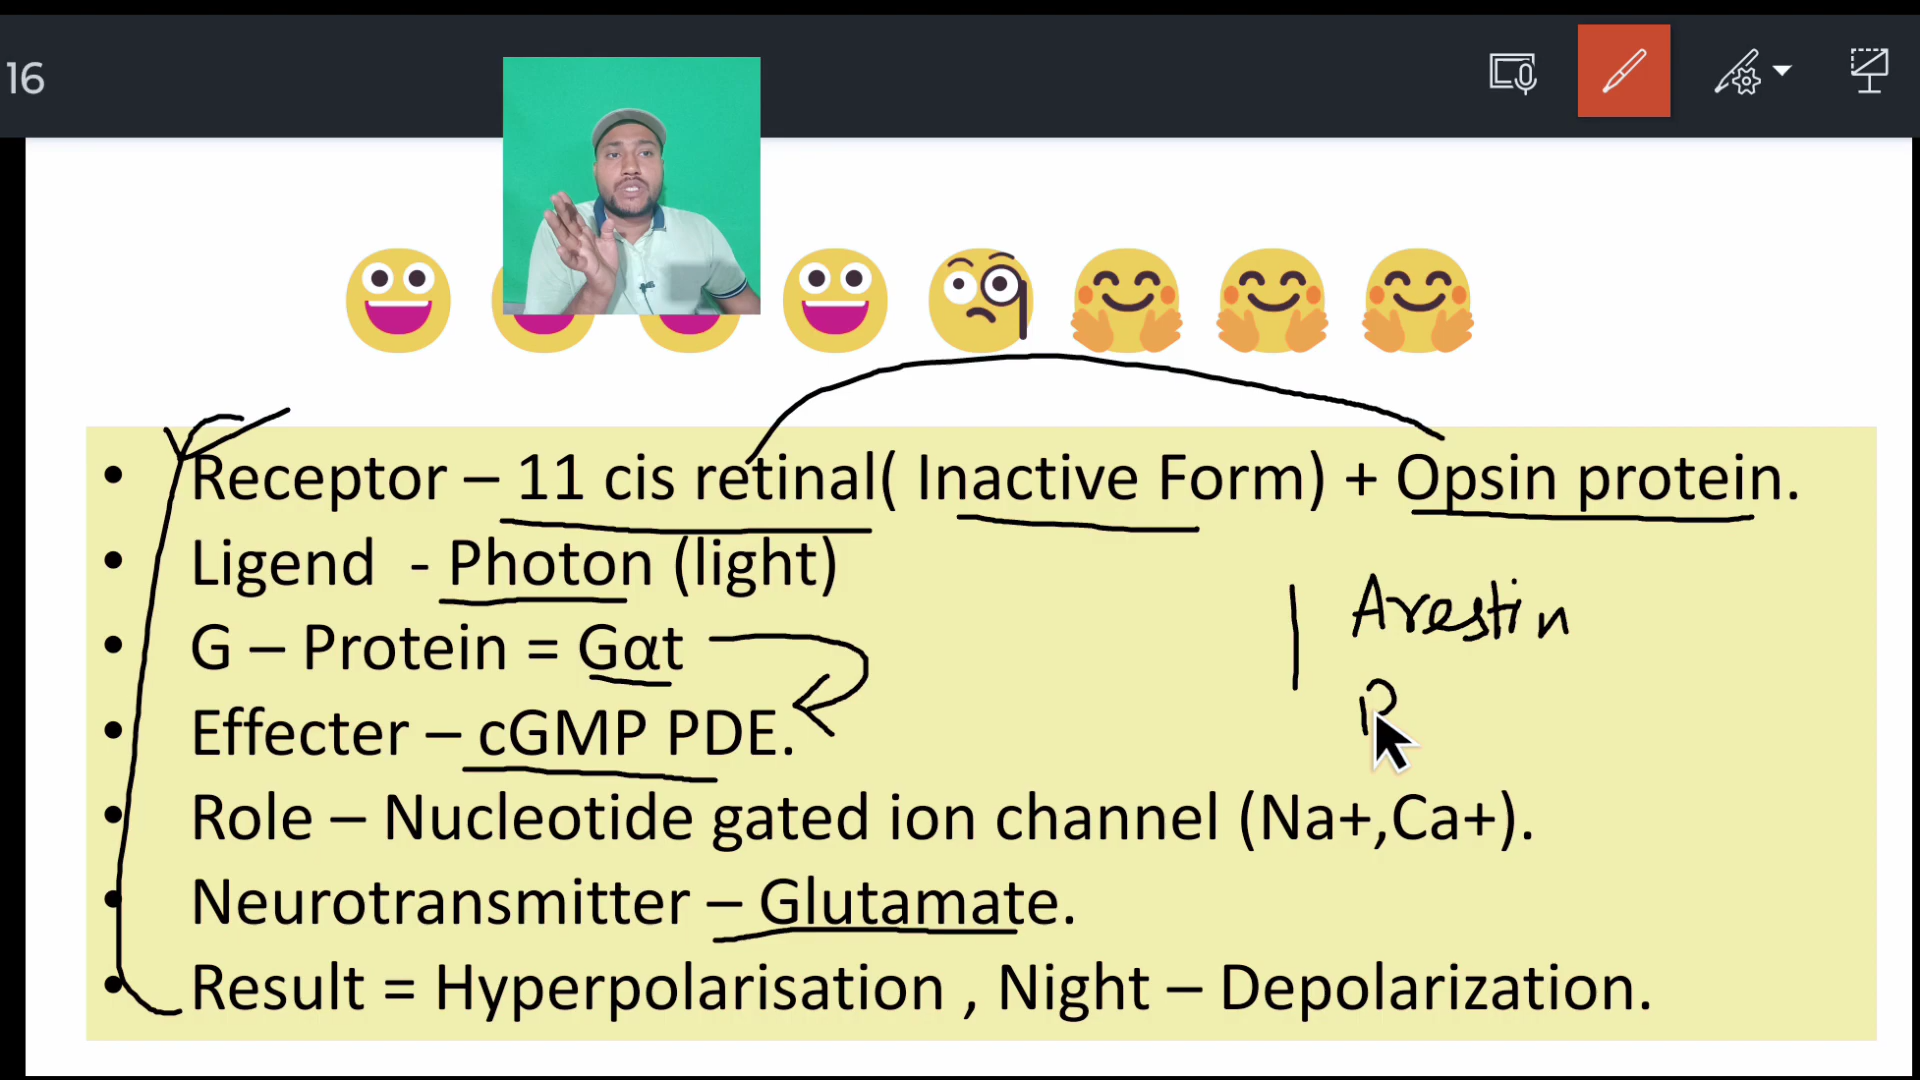 16
• Receptor – 11 cis retinal( Inactive Form) + Opsin protein.
• Ligend - Photon (light)
• G – Protein = Gαt
• Effecter – cGMP PDE.
• Role – Nucleotide gated ion channel (Na+,Ca+).
• Neurotransmitter – Glutamate.
• Result = Hyperpolarisation , Night – Depolarization.
Arestin
R